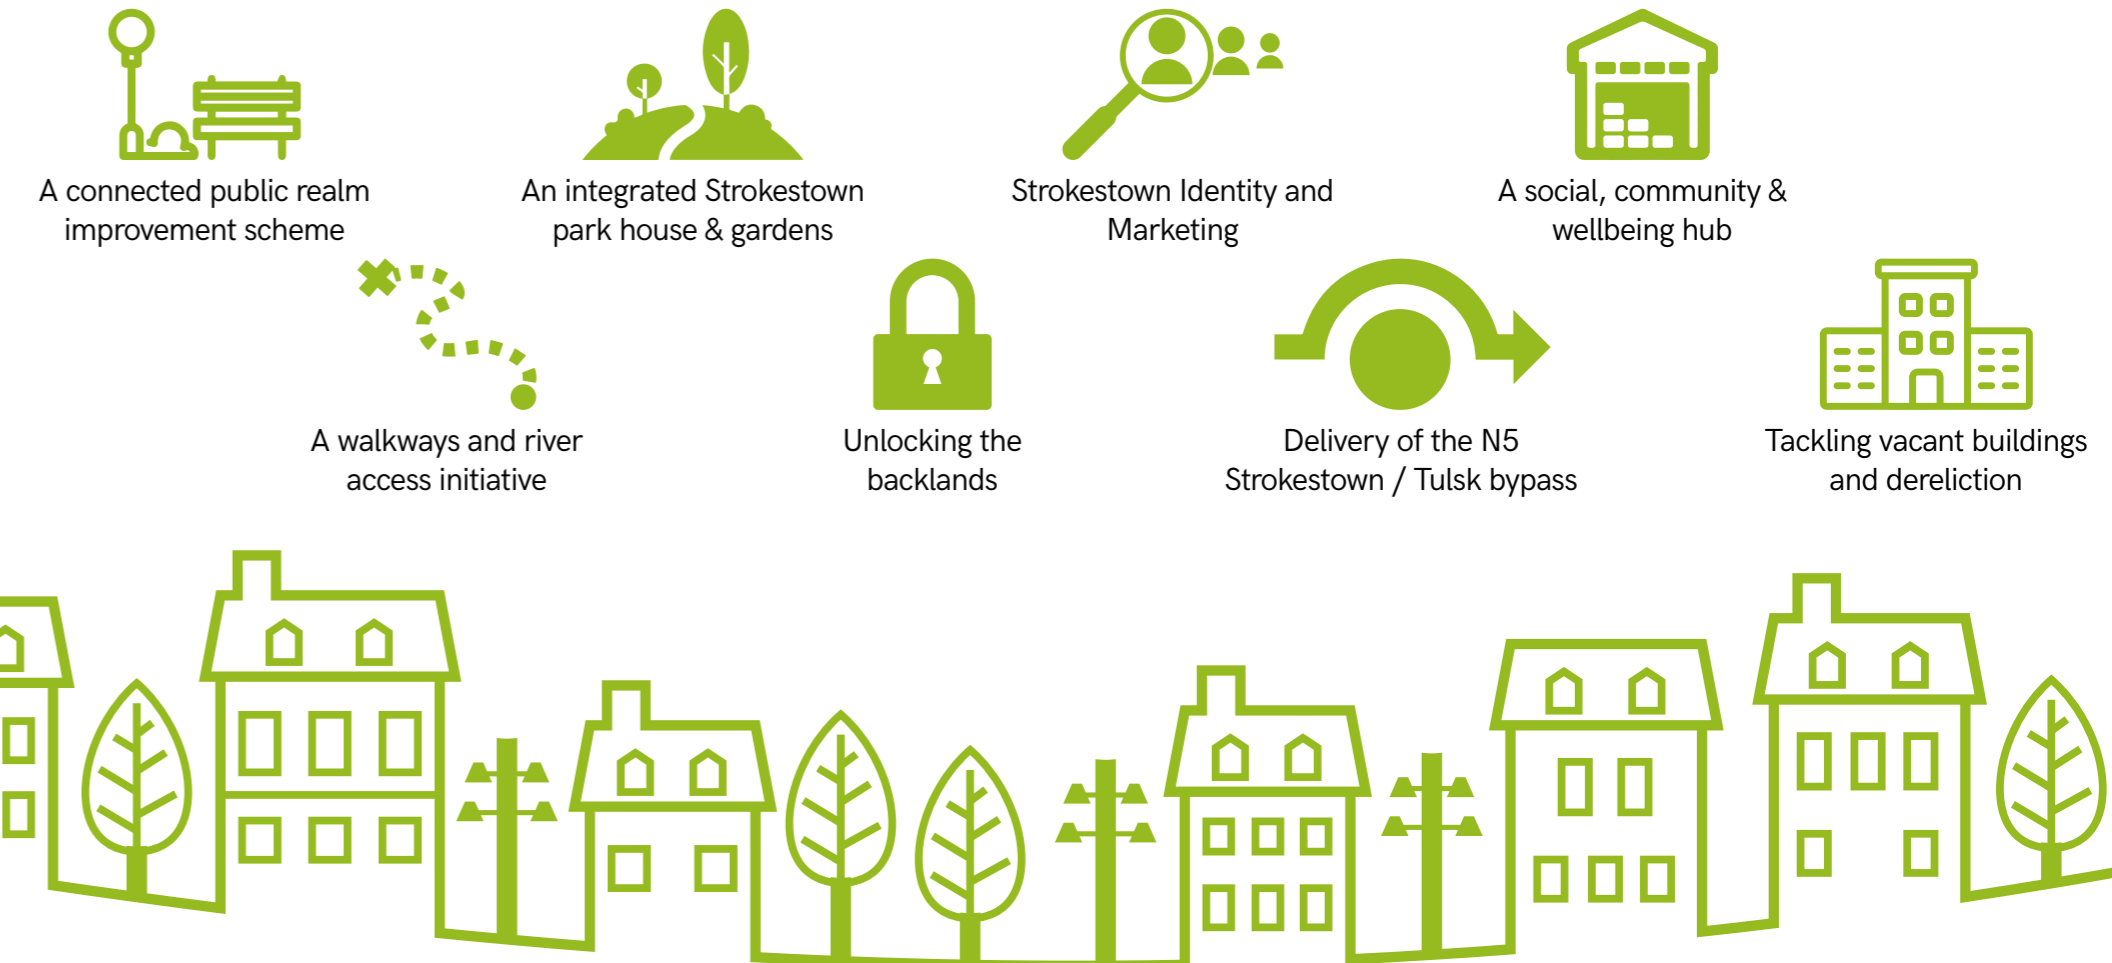 A connected public realm
improvement scheme
An integrated Strokestown
park house & gardens
Strokestown Identity and
Marketing
A social, community &
wellbeing hub
A walkways and river
access initiative
Unlocking the
backlands
Delivery of the N5
Strokestown / Tulsk bypass
Tackling vacant buildings
and dereliction